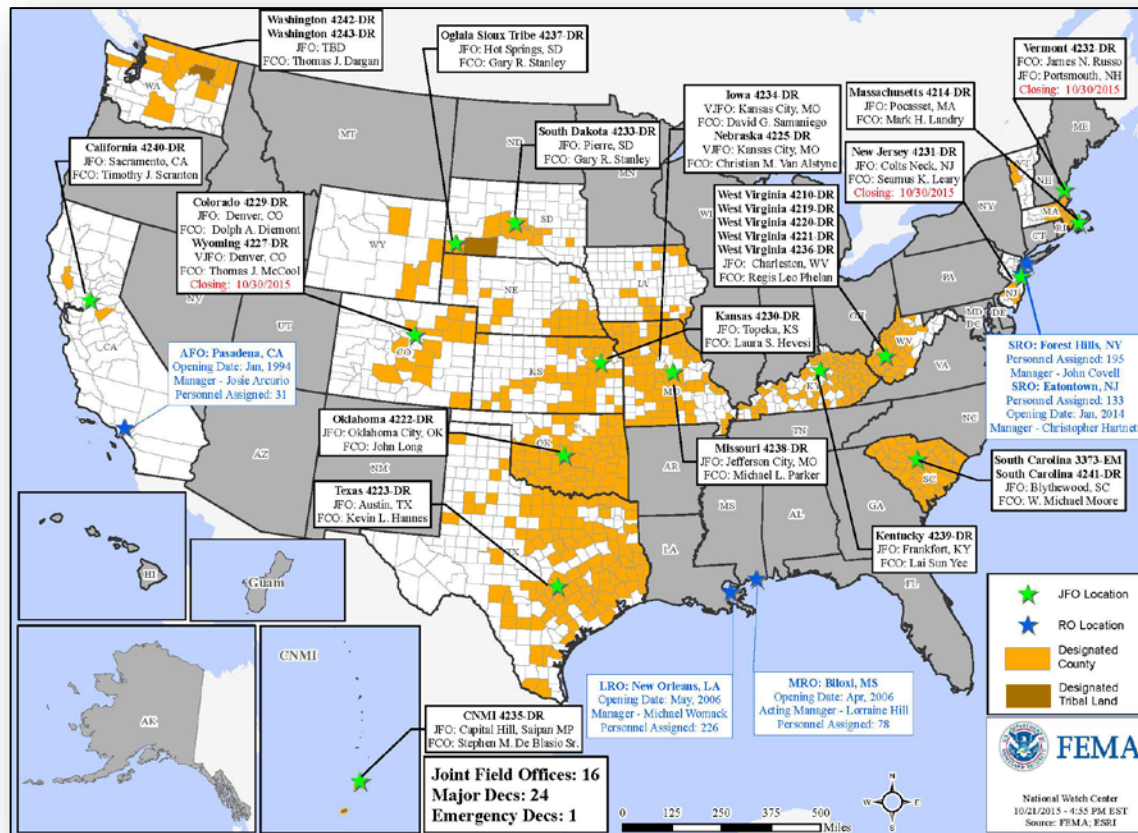 Washington 4242-DR
Washington 4243-DR
JFO: TBD
FCO: Thomas J. Dargan
Oglala Sioux Tribe 4237-DR
JFO: Hot Springs, SD
FCO: Gary R. Stanley
Iowa 4234-DR
VJFO: Kansas City, MO
FCO: David G. Samaniego
Nebraska 4225-DR
VJFO: Kansas City, MO
FCO: Christian M. Van Alstyne
Vermont 4232-DR
FCO: James N. Russo
JFO: Portsmouth, NH
Closing: 10/30/2015
Massachusetts 4214-DR
JFO: Pocasset, MA
FCO: Mark H. Landry
South Dakota 4233-DR
JFO: Pierre, SD
FCO: Gary R. Stanley
New Jersey 4231-DR
JFO: Colts Neck, NJ
FCO: Seamus K. Leary
Closing: 10/30/2015
California 4240-DR
JFO: Sacramento, CA
FCO: Timothy J. Scranton
Colorado 4229-DR
JFO: Denver, CO
FCO: Dolph A. Diemont
Wyoming 4227-DR
VJFO: Denver, CO
FCO: Thomas J. McCool
Closing: 10/30/2015
West Virginia 4210-DR
West Virginia 4219-DR
West Virginia 4220-DR
West Virginia 4221-DR
West Virginia 4236-DR
JFO: Charleston, WV
FCO: Regis Leo Phelan
Kansas 4230-DR
JFO: Topeka, KS
FCO: Laura S. Hevesi
AFO: Pasadena, CA
Opening Date: Jan, 1994
Manager - Josie Arcurio
Personnel Assigned: 31
SRO: Forest Hills, NY
Personnel Assigned: 195
Manager - John Covell
SRO: Eatontown, NJ
Personnel Assigned: 133
Opening Date: Jan, 2014
Manager - Christopher Hartnett
Oklahoma 4222-DR
JFO: Oklahoma City, OK
FCO: John Long
Missouri 4238-DR
JFO: Jefferson City, MO
FCO: Michael L. Parker
South Carolina 3373-EM
South Carolina 4241-DR
JFO: Blythewood, SC
FCO: W. Michael Moore
Texas 4223-DR
JFO: Austin, TX
FCO: Kevin L. Hannes
Kentucky 4239-DR
JFO: Frankfort, KY
FCO: Lai Sun Yee
LRO: New Orleans, LA
Opening Date: May, 2006
Manager - Michael Womack
Personnel Assigned: 226
MRO: Biloxi, MS
Opening Date: Apr, 2006
Acting Manager - Lorraine Hill
Personnel Assigned: 78
CNMI 4235-DR
JFO: Capital Hill, Saipan MP
FCO: Stephen M. De Blasio Sr.
Joint Field Offices: 16
Major Decs: 24
Emergency Decs: 1
WA
MT
ND
MN
ME
VT
NH
NY
MA
RI
CT
WI
SD
WY
IA
NE
PA
NJ
MD
DE
DC
OH
NV
UT
CO
CA
KS
MO
WV
VA
KY
NC
TN
AZ
NM
OK
AR
SC
MS
AL
GA
TX
LA
FL
HI
Guam
AK
CNMI
JFO Location
RO Location
Designated
County
Designated
Tribal Land
FEMA
National Watch Center
10/21/2015 - 4:55 PM EST
Source: FEMA; ESRI
N
W E
S
0 125 250 375 500
Miles